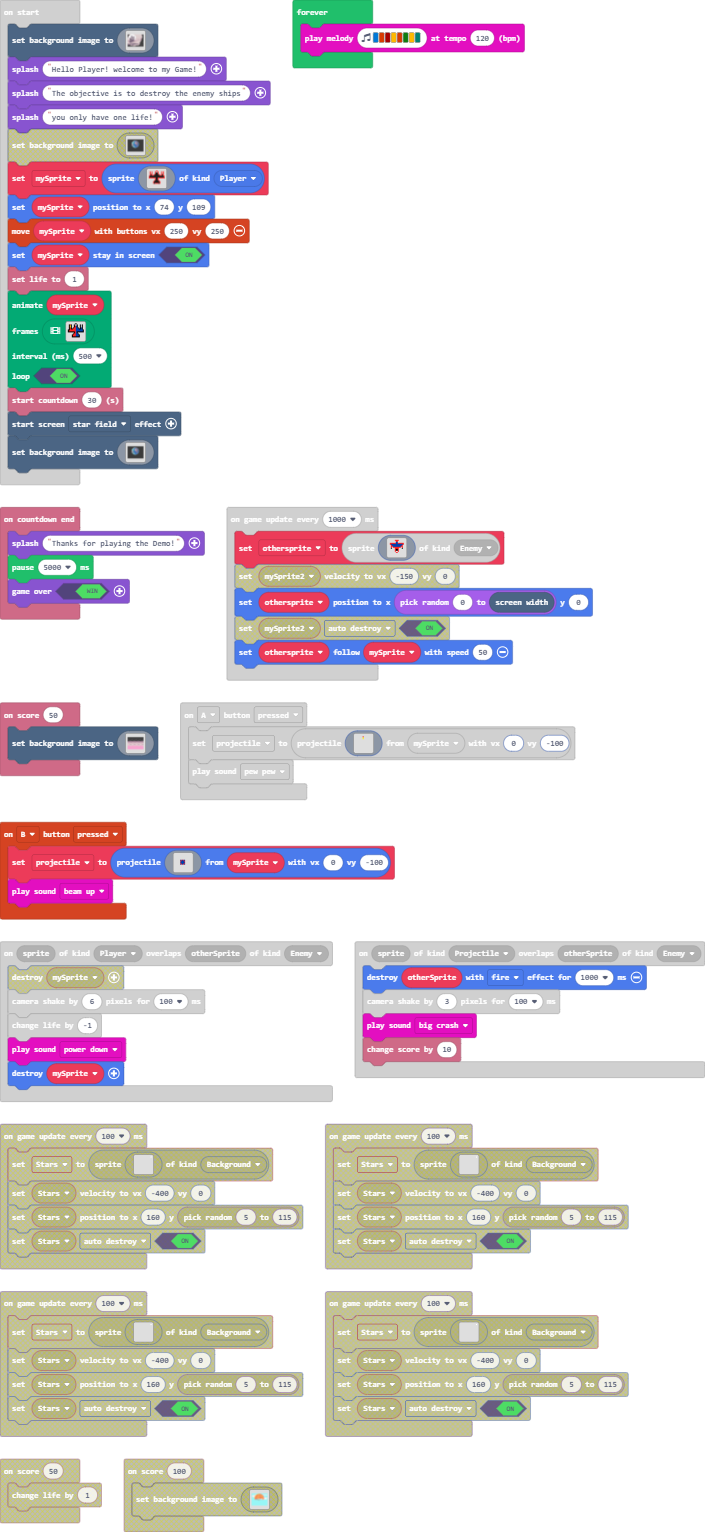 on start
set background image to
splash "Hello Player! welcome to my Game!"
splash "The objective is to destroy the enemy ships"
splash "you only have one life!"
set background image to
set mySprite to sprite of kind Player
set mySprite position to x 74 y 109
move mySprite with buttons vx 250 vy 250
set mySprite stay in screen ON
set life to 1
animate mySprite
frames
interval (ms) 500
loop ON
start countdown 30 (s)
start screen star field effect
set background image to
forever
play melody at tempo 120 (bpm)
on countdown end
splash "Thanks for playing the Demo!"
pause 5000 ms
game over WIN
on game update every 1000 ms
set othersprite to sprite of kind Enemy
set mySprite2 velocity to vx -150 vy 0
set othersprite position to x pick random 0 to screen width y 0
set mySprite2 auto destroy ON
set othersprite follow mySprite with speed 50
on score 50
set background image to
on A button pressed
set projectile to projectile from mySprite with vx 0 vy -100
play sound pew pew
on B button pressed
set projectile to projectile from mySprite with vx 0 vy -100
play sound beam up
on sprite of kind Player overlaps otherSprite of kind Enemy
destroy mySprite
camera shake by 6 pixels for 100 ms
change life by -1
play sound power down
destroy mySprite
on sprite of kind Projectile overlaps otherSprite of kind Enemy
destroy otherSprite with fire effect for 1000 ms
camera shake by 3 pixels for 100 ms
play sound big crash
change score by 10
on game update every 100 ms
set Stars to sprite of kind Background
set Stars velocity to vx -400 vy 0
set Stars position to x 160 y pick random 5 to 115
set Stars auto destroy ON
on game update every 100 ms
set Stars to sprite of kind Background
set Stars velocity to vx -400 vy 0
set Stars position to x 160 y pick random 5 to 115
set Stars auto destroy ON
on game update every 100 ms
set Stars to sprite of kind Background
set Stars velocity to vx -400 vy 0
set Stars position to x 160 y pick random 5 to 115
set Stars auto destroy ON
on game update every 100 ms
set Stars to sprite of kind Background
set Stars velocity to vx -400 vy 0
set Stars position to x 160 y pick random 5 to 115
set Stars auto destroy ON
on score 50
change life by 1
on score 100
set background image to